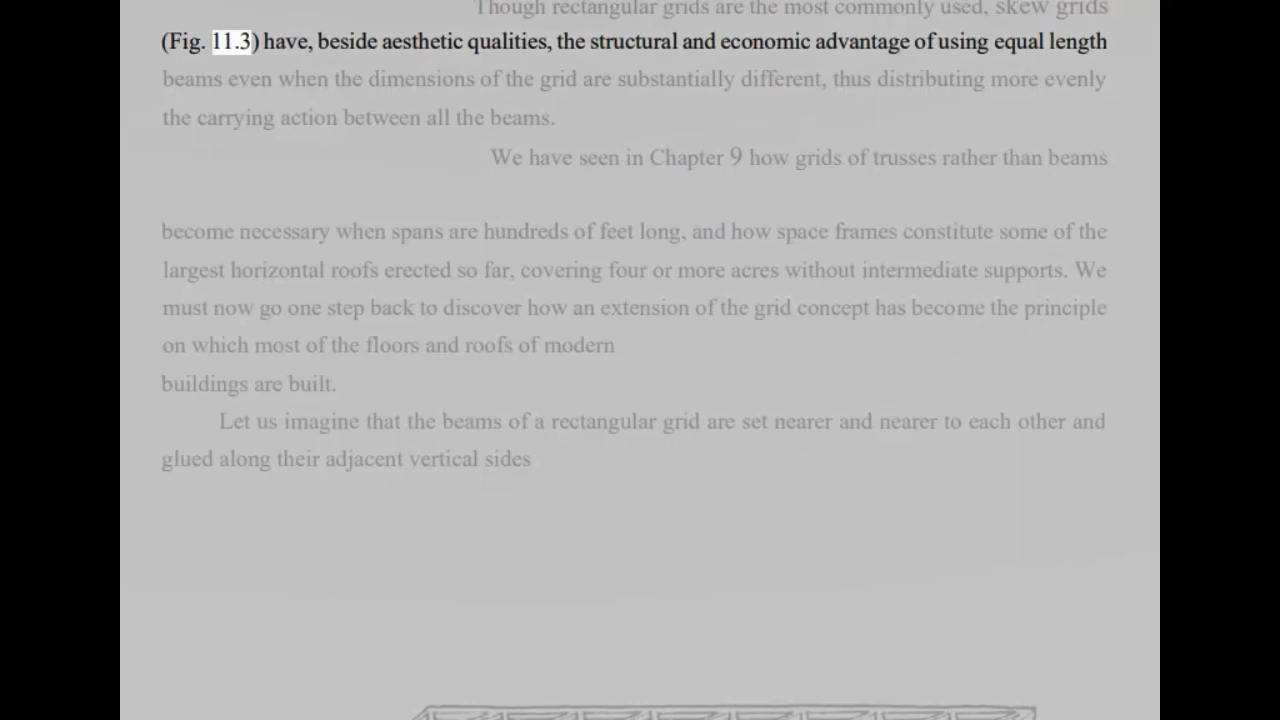 Though rectangular grids are the most commonly used, skew grids
(Fig. 11.3) have, beside aesthetic qualities, the structural and economic advantage of using equal length
beams even when the dimensions of the grid are substantially different, thus distributing more evenly
the carrying action between all the beams.
We have seen in Chapter 9 how grids of trusses rather than beams
become necessary when spans are hundreds of feet long, and how space frames constitute some of the
largest horizontal roofs erected so far, covering four or more acres without intermediate supports. We
must now go one step back to discover how an extension of the grid concept has become the principle
on which most of the floors and roofs of modern
buildings are built.
Let us imagine that the beams of a rectangular grid are set nearer and nearer to each other and
glued along their adjacent vertical sides